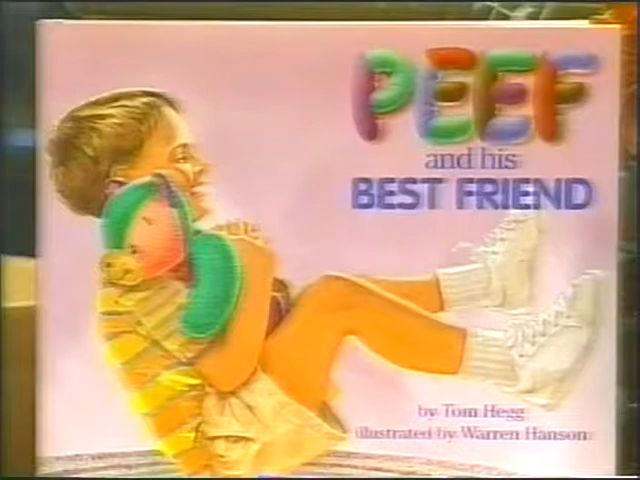 PEEF
and his
BEST FRIEND
by Tom Hegg
illustrated by Warren Hanson